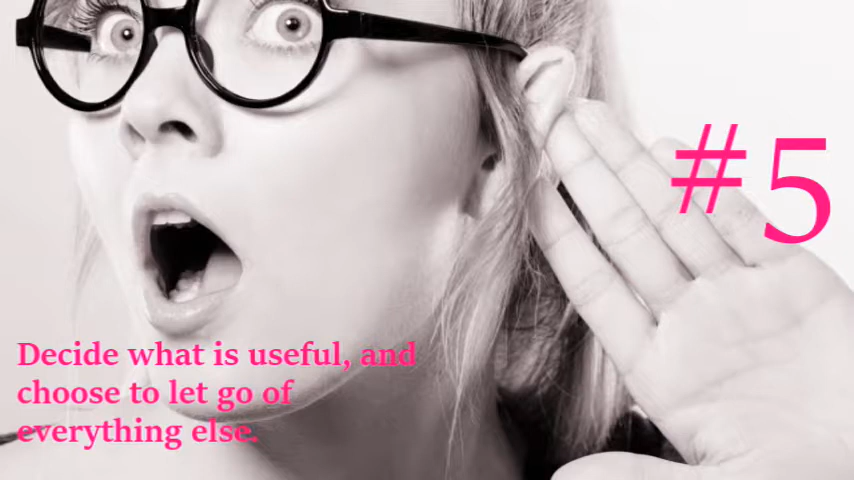 #5
Decide what is useful, and
choose to let go of
everything else.